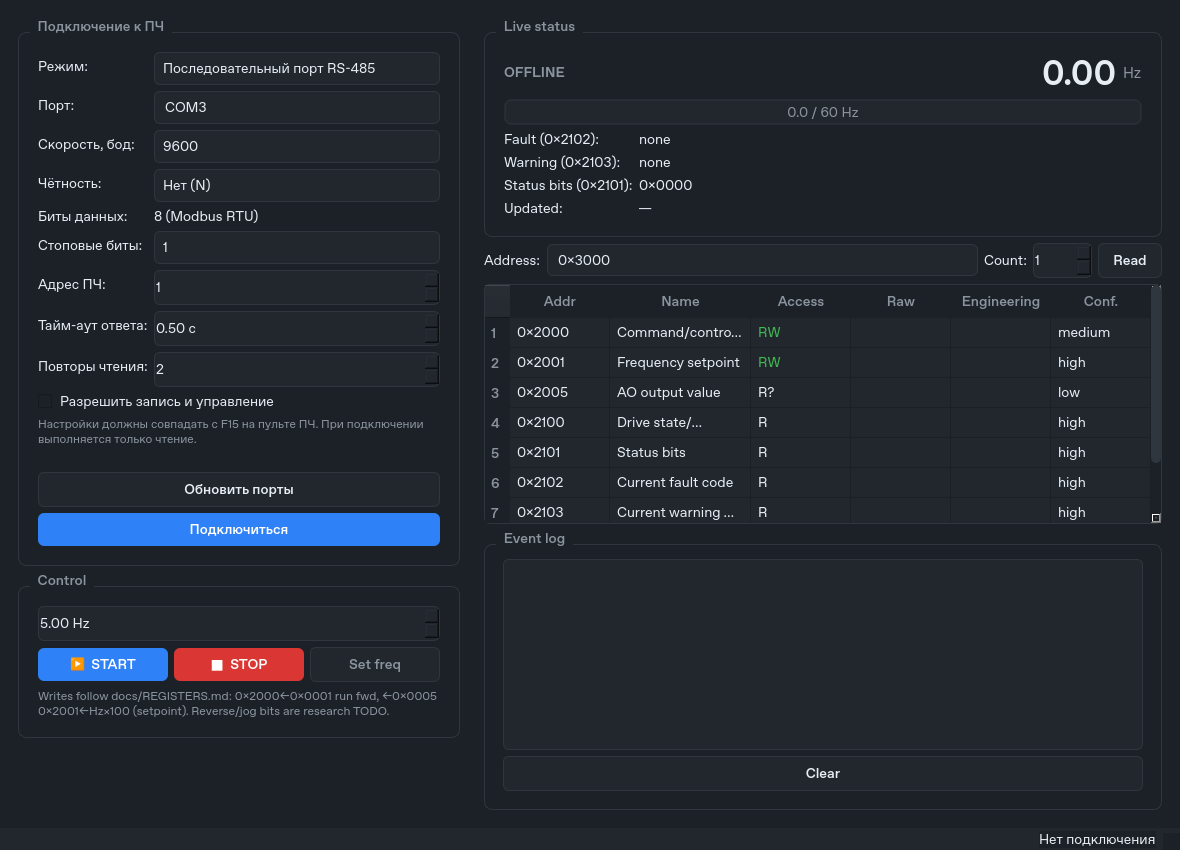 Подключение к ПЧ
Режим: Последовательный порт RS-485
Порт: COM3
Скорость, бод: 9600
Чётность: Нет (N)
Биты данных: 8 (Modbus RTU)
Стоповые биты: 1
Адрес ПЧ: 1
Тайм-аут ответа: 0.50 с
Повторы чтения: 2
Разрешить запись и управление
Настройки должны совпадать с F15 на пульте ПЧ. При подключении
выполняется только чтение.
Обновить порты
Подключиться
Control
5.00 Hz
▶ START ■ STOP Set freq
Writes follow docs/REGISTERS.md: 0×2000←0×0001 run fwd, ←0×0005
0×2001←Hz×100 (setpoint). Reverse/jog bits are research TODO.
Live status
OFFLINE 0.00 Hz
0.0 / 60 Hz
Fault (0×2102): none
Warning (0×2103): none
Status bits (0×2101): 0×0000
Updated: —
Address: 0×3000 Count: 1 Read
Addr Name Access Raw Engineering Conf.
1 0×2000 Command/contro... RW medium
2 0×2001 Frequency setpoint RW high
3 0×2005 AO output value R? low
4 0×2100 Drive state/... R high
5 0×2101 Status bits R high
6 0×2102 Current fault code R high
7 0×2103 Current warning ... R high
Event log
Clear
Нет подключения